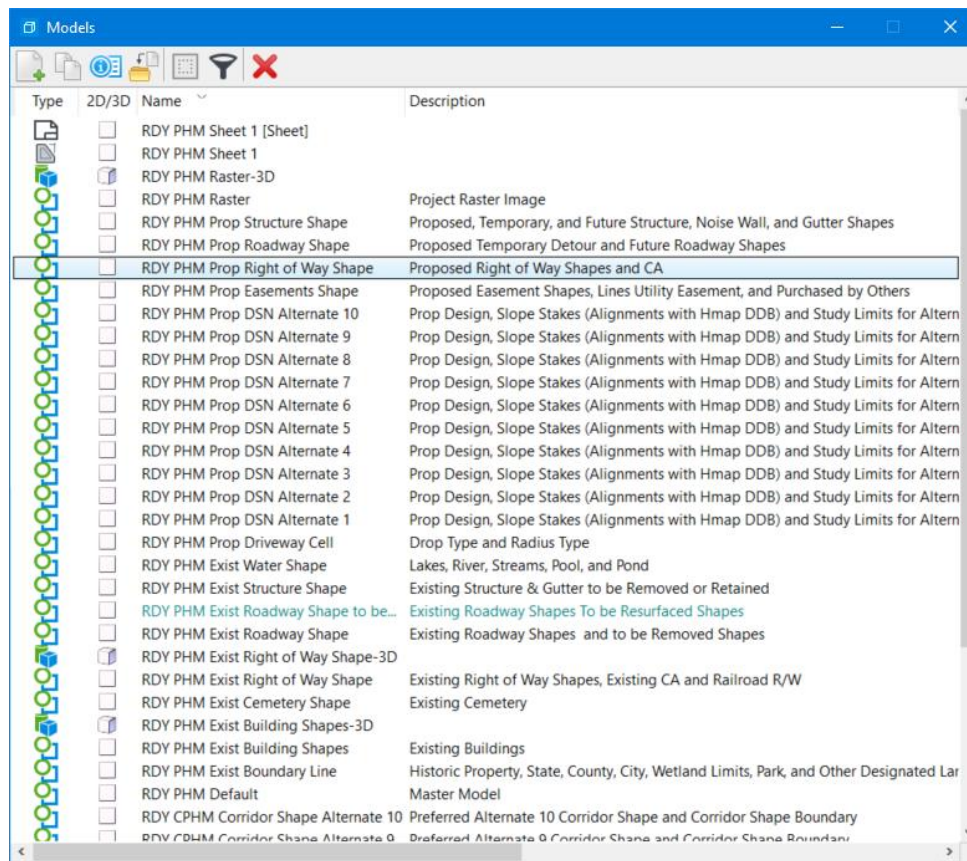 Models
Type 2D/3D Name Description
RDY PHM Sheet 1 [Sheet]
RDY PHM Sheet 1
RDY PHM Raster-3D
RDY PHM Raster Project Raster Image
RDY PHM Prop Structure Shape Proposed, Temporary, and Future Structure, Noise Wall, and Gutter Shapes
RDY PHM Prop Roadway Shape Proposed Temporary Detour and Future Roadway Shapes
RDY PHM Prop Right of Way Shape Proposed Right of Way Shapes and CA
RDY PHM Prop Easements Shape Proposed Easement Shapes, Lines Utility Easement, and Purchased by Others
RDY PHM Prop DSN Alternate 10 Prop Design, Slope Stakes (Alignments with Hmap DDB) and Study Limits for Altern
RDY PHM Prop DSN Alternate 9 Prop Design, Slope Stakes (Alignments with Hmap DDB) and Study Limits for Altern
RDY PHM Prop DSN Alternate 8 Prop Design, Slope Stakes (Alignments with Hmap DDB) and Study Limits for Altern
RDY PHM Prop DSN Alternate 7 Prop Design, Slope Stakes (Alignments with Hmap DDB) and Study Limits for Altern
RDY PHM Prop DSN Alternate 6 Prop Design, Slope Stakes (Alignments with Hmap DDB) and Study Limits for Altern
RDY PHM Prop DSN Alternate 5 Prop Design, Slope Stakes (Alignments with Hmap DDB) and Study Limits for Altern
RDY PHM Prop DSN Alternate 4 Prop Design, Slope Stakes (Alignments with Hmap DDB) and Study Limits for Altern
RDY PHM Prop DSN Alternate 3 Prop Design, Slope Stakes (Alignments with Hmap DDB) and Study Limits for Altern
RDY PHM Prop DSN Alternate 2 Prop Design, Slope Stakes (Alignments with Hmap DDB) and Study Limits for Altern
RDY PHM Prop DSN Alternate 1 Prop Design, Slope Stakes (Alignments with Hmap DDB) and Study Limits for Altern
RDY PHM Prop Driveway Cell Drop Type and Radius Type
RDY PHM Exist Water Shape Lakes, River, Streams, Pool, and Pond
RDY PHM Exist Structure Shape Existing Structure & Gutter to be Removed or Retained
RDY PHM Exist Roadway Shape to be... Existing Roadway Shapes To be Resurfaced Shapes
RDY PHM Exist Roadway Shape Existing Roadway Shapes and to be Removed Shapes
RDY PHM Exist Right of Way Shape-3D
RDY PHM Exist Right of Way Shape Existing Right of Way Shapes, Existing CA and Railroad R/W
RDY PHM Exist Cemetery Shape Existing Cemetery
RDY PHM Exist Building Shapes-3D
RDY PHM Exist Building Shapes Existing Buildings
RDY PHM Exist Boundary Line Historic Property, State, County, City, Wetland Limits, Park, and Other Designated Lar
RDY PHM Default Master Model
RDY CPHM Corridor Shape Alternate 10 Preferred Alternate 10 Corridor Shape and Corridor Shape Boundary
RDY CPHM Corridor Shape Alternate 9 Preferred Alternate 9 Corridor Shape and Corridor Shape Boundary